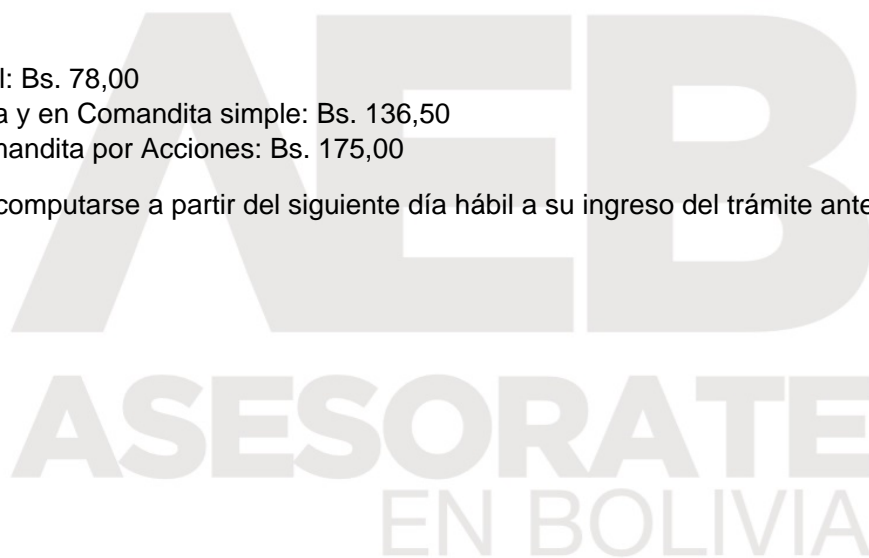 l: Bs. 78,00
a y en Comandita simple: Bs. 136,50
nandita por Acciones: Bs. 175,00
computarse a partir del siguiente día hábil a su ingreso del trámite ante
AEB
ASESORATE
EN BOLIVIA